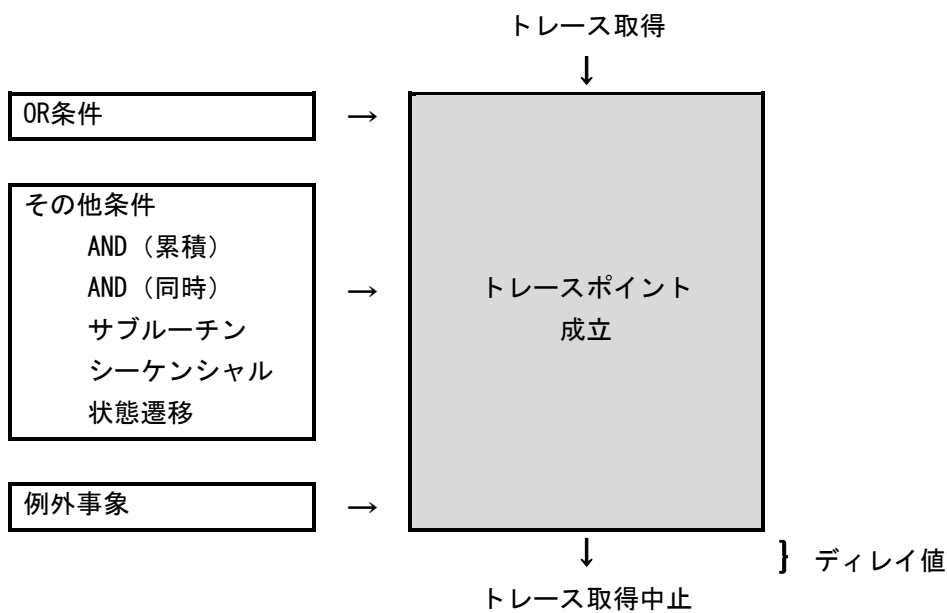 トレース取得
↓
OR条件
→
その他条件
AND（累積）
AND（同時）
サブルーチン
シーケンシャル
状態遷移
→
トレースポイント
成立
例外事象
→
↓
} ディレイ値
トレース取得中止